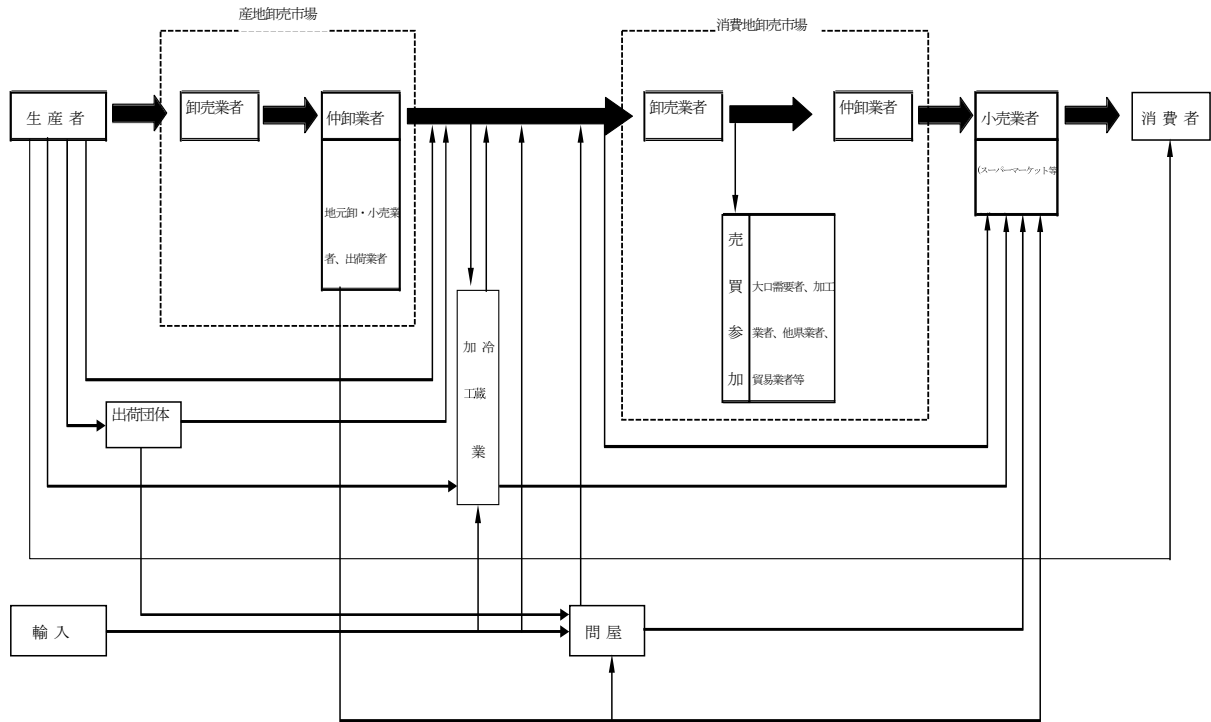 産地卸売市場
消費地卸売市場
生 産 者
卸売業者
仲卸業者
卸売業者
仲卸業者
小売業者
消 費 者
(スーパーマーケット等
地元卸・小売業
者、出荷業者
売
買
参
加
大口需要者、加工
業者、他県業者、
貿易業者等
加 冷
工蔵
業
出荷団体
輸 入
問 屋